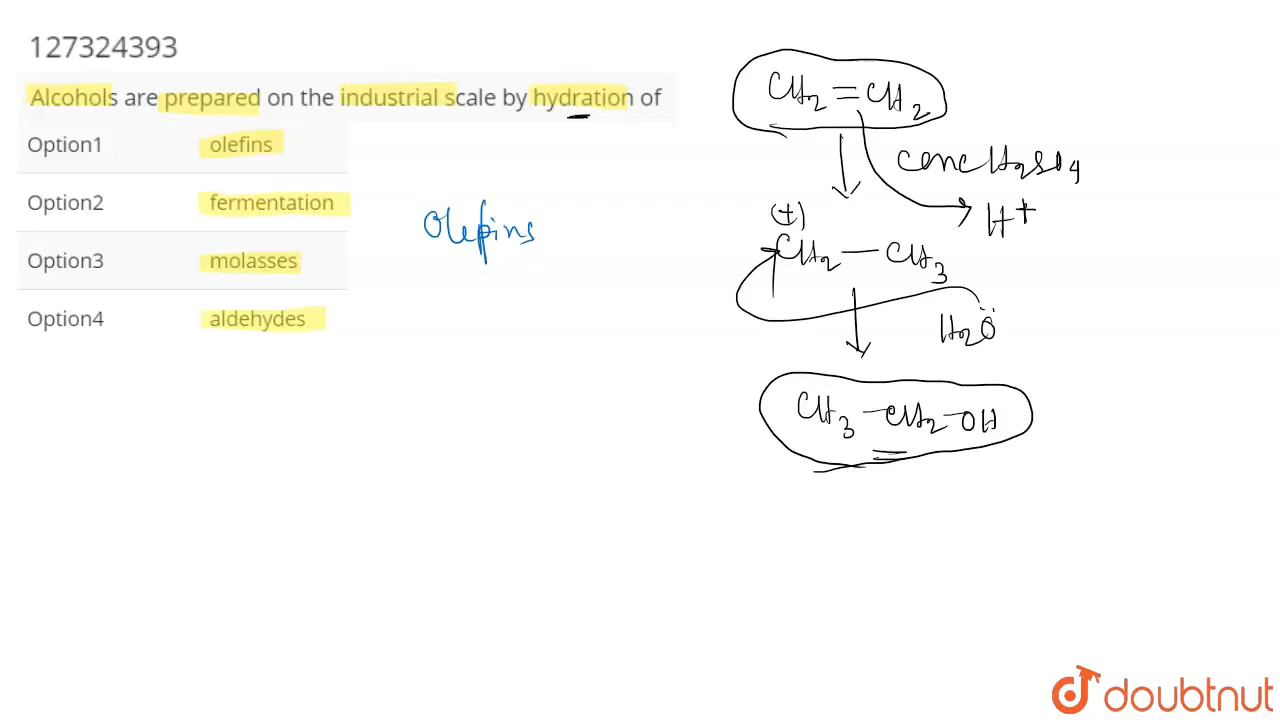 127324393
Alcohols are prepared on the industrial scale by hydration of
Option1 olefins
Option2 fermentation
Option3 molasses
Option4 aldehydes
Olefins
CH2=CH2
conc H2SO4
H+
(+)
CH2—CH3
H2Ö
CH3—CH2—OH
doubtnut